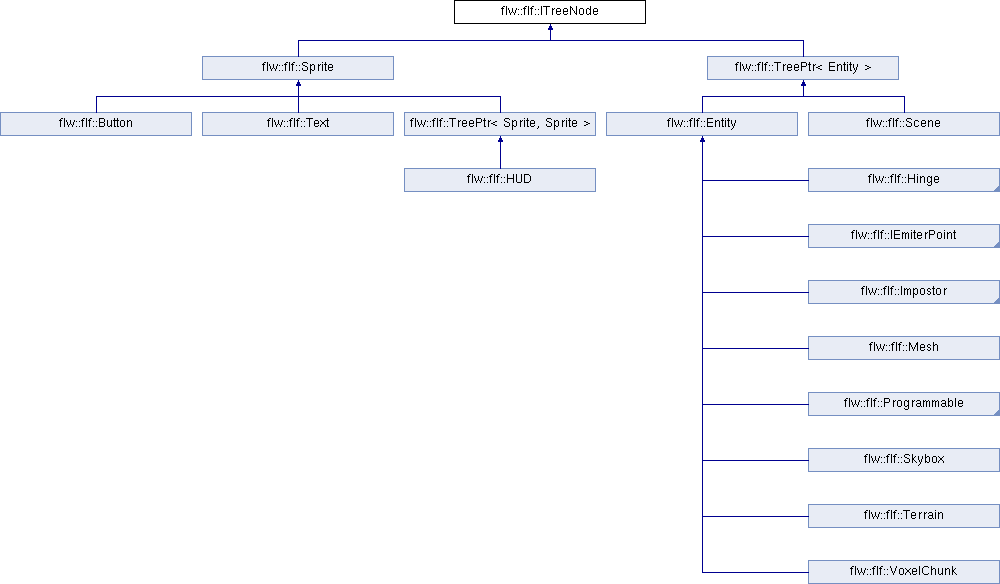 flw::flf::ITreeNode
flw::flf::Sprite
flw::flf::TreePtr< Entity >
flw::flf::Button
flw::flf::Text
flw::flf::TreePtr< Sprite, Sprite >
flw::flf::Entity
flw::flf::Scene
flw::flf::HUD
flw::flf::Hinge
flw::flf::IEmiterPoint
flw::flf::Impostor
flw::flf::Mesh
flw::flf::Programmable
flw::flf::Skybox
flw::flf::Terrain
flw::flf::VoxelChunk